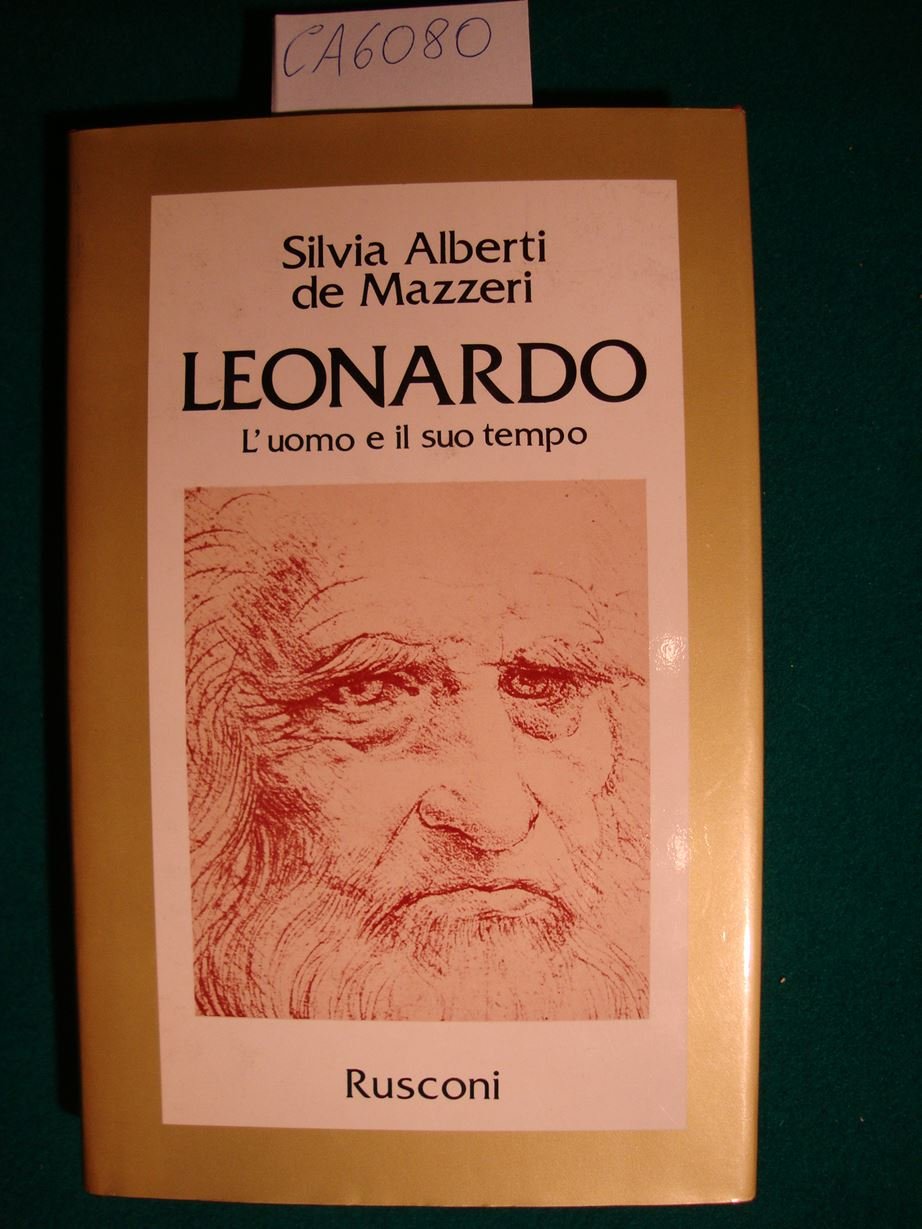 CA6080
Silvia Alberti
de Mazzeri
LEONARDO
L'uomo e il suo tempo
Rusconi